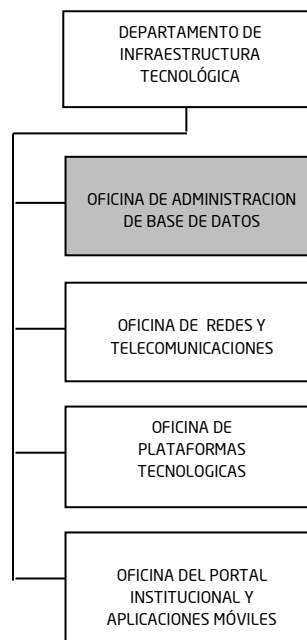 DEPARTAMENTO DE
INFRAESTRUCTURA
TECNOLÓGICA
OFICINA DE ADMINISTRACION
DE BASE DE DATOS
OFICINA DE REDES Y
TELECOMUNICACIONES
OFICINA DE
PLATAFORMAS
TECNOLOGICAS
OFICINA DEL PORTAL
INSTITUCIONAL Y
APLICACIONES MÓVILES